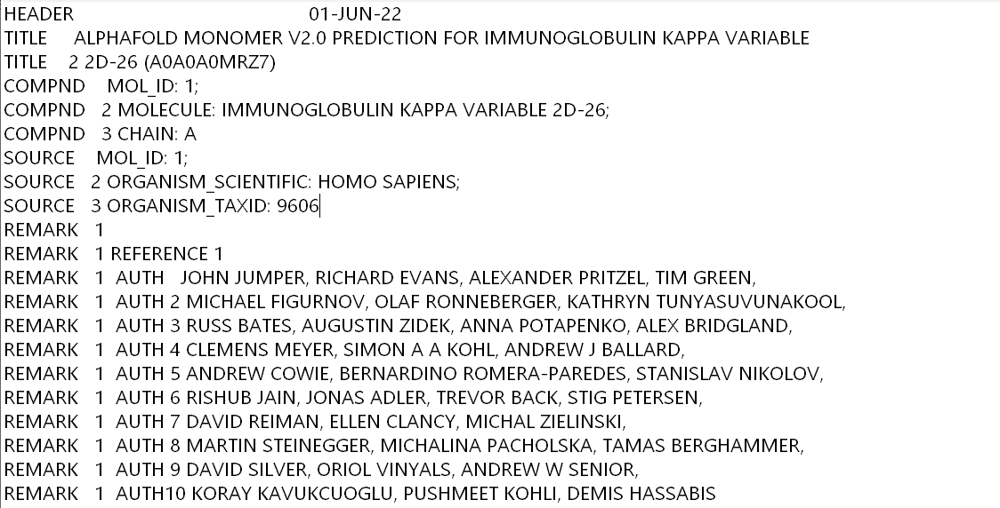 HEADER                                            01-JUN-22
TITLE     ALPHAFOLD MONOMER V2.0 PREDICTION FOR IMMUNOGLOBULIN KAPPA VARIABLE
TITLE    2 2D-26 (A0A0A0MRZ7)
COMPND    MOL_ID: 1;
COMPND   2 MOLECULE: IMMUNOGLOBULIN KAPPA VARIABLE 2D-26;
COMPND   3 CHAIN: A
SOURCE    MOL_ID: 1;
SOURCE   2 ORGANISM_SCIENTIFIC: HOMO SAPIENS;
SOURCE   3 ORGANISM_TAXID: 9606
REMARK   1
REMARK   1 REFERENCE 1
REMARK   1  AUTH   JOHN JUMPER, RICHARD EVANS, ALEXANDER PRITZEL, TIM GREEN,
REMARK   1  AUTH 2 MICHAEL FIGURNOV, OLAF RONNEBERGER, KATHRYN TUNYASUVUNAKOOL,
REMARK   1  AUTH 3 RUSS BATES, AUGUSTIN ZIDEK, ANNA POTAPENKO, ALEX BRIDGLAND,
REMARK   1  AUTH 4 CLEMENS MEYER, SIMON A A KOHL, ANDREW J BALLARD,
REMARK   1  AUTH 5 ANDREW COWIE, BERNARDINO ROMERA-PAREDES, STANISLAV NIKOLOV,
REMARK   1  AUTH 6 RISHUB JAIN, JONAS ADLER, TREVOR BACK, STIG PETERSEN,
REMARK   1  AUTH 7 DAVID REIMAN, ELLEN CLANCY, MICHAL ZIELINSKI,
REMARK   1  AUTH 8 MARTIN STEINEGGER, MICHALINA PACHOLSKA, TAMAS BERGHAMMER,
REMARK   1  AUTH 9 DAVID SILVER, ORIOL VINYALS, ANDREW W SENIOR,
REMARK   1  AUTH10 KORAY KAVUKCUOGLU, PUSHMEET KOHLI, DEMIS HASSABIS